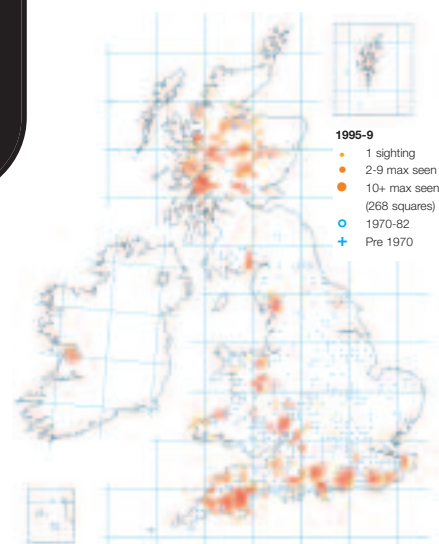 1995-9
1 sighting
2-9 max seen
10+ max seen
(268 squares)
1970-82
Pre 1970